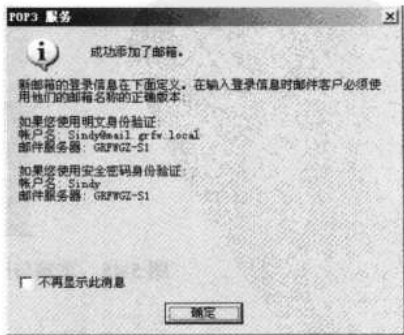 POP3 服务
成功添加了邮箱。
新邮箱的登录信息在下面定义。在输入登录信息时邮件客户必须使
用他们的邮箱名称的正确版本:
如果您使用明文身份验证:
帐户名: Sindy@mail.grfw.local
邮件服务器: GRFWGZ-S1
如果您使用安全密码身份验证:
帐户名: Sindy
邮件服务器: GRFWGZ-S1
不再显示此消息
确定